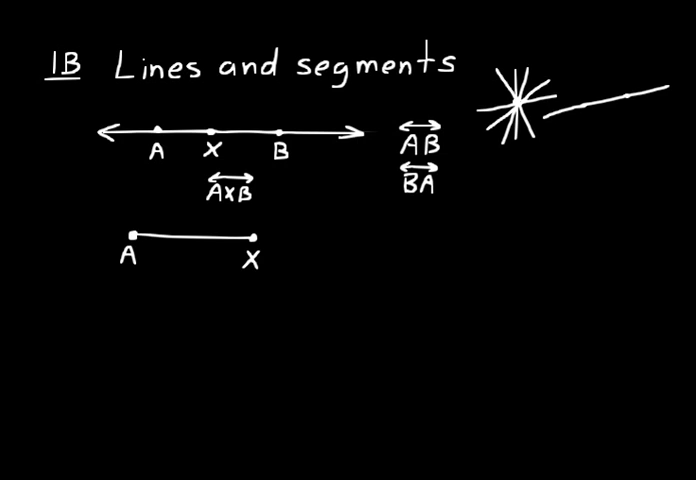 1B Lines and segments
A X B
AB
BA
AXB
A X